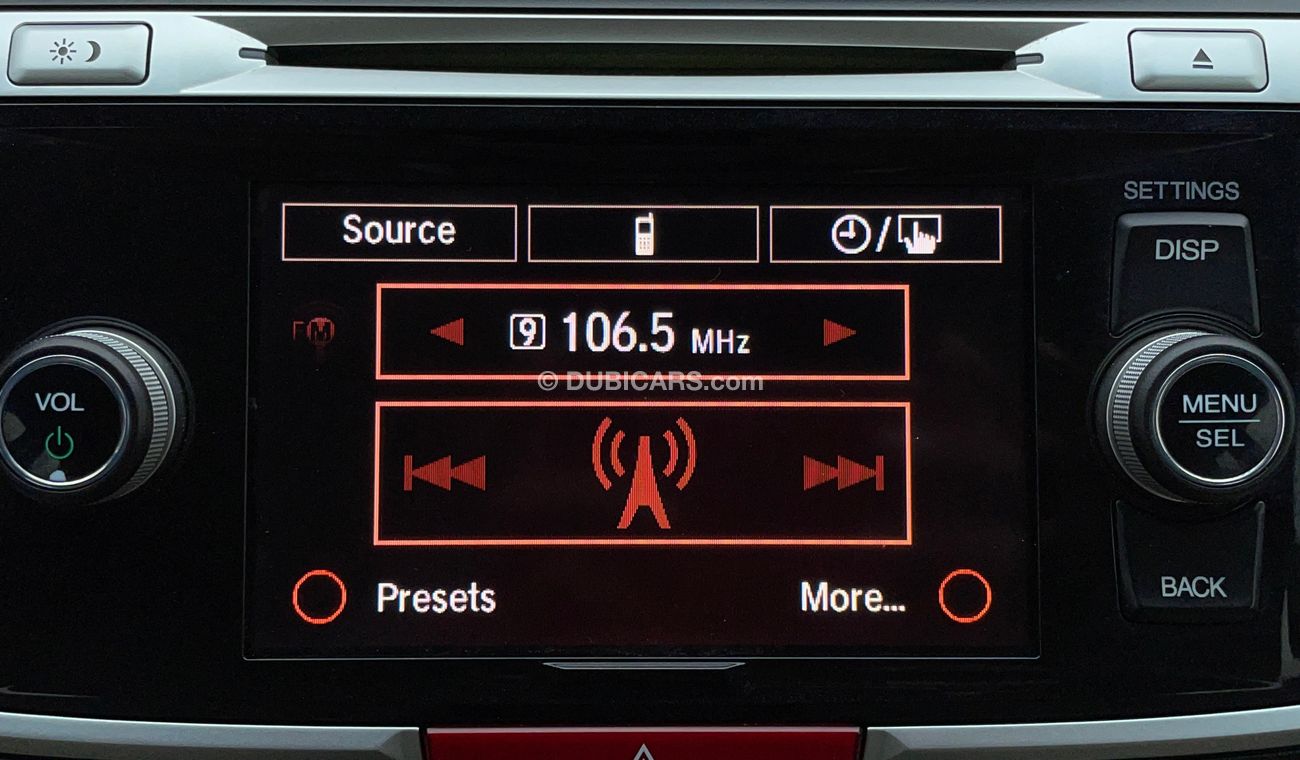 SETTINGS
Source
DISP
FM
9 106.5 MHz
© DUBICARS.com
VOL
MENU
SEL
Presets
More...
BACK